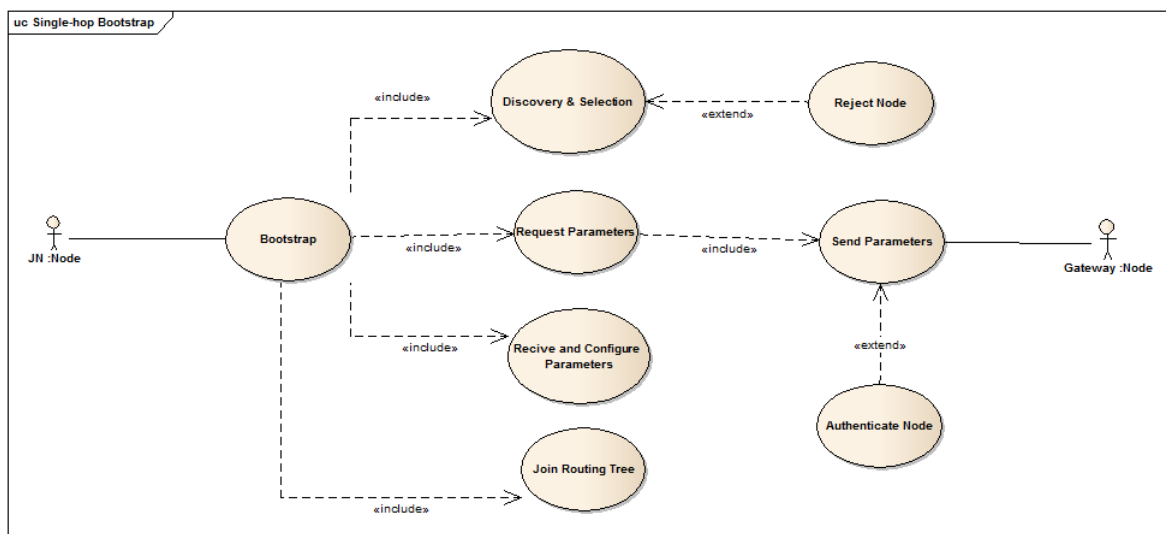 uc Single-hop Bootstrap
«include»
Discovery & Selection
«extend»
Reject Node
JN :Node
Bootstrap
«include»
Request Parameters
«include»
Send Parameters
Gateway :Node
«include»
Recive and Configure
Parameters
«extend»
Authenticate Node
Join Routing Tree
«include»